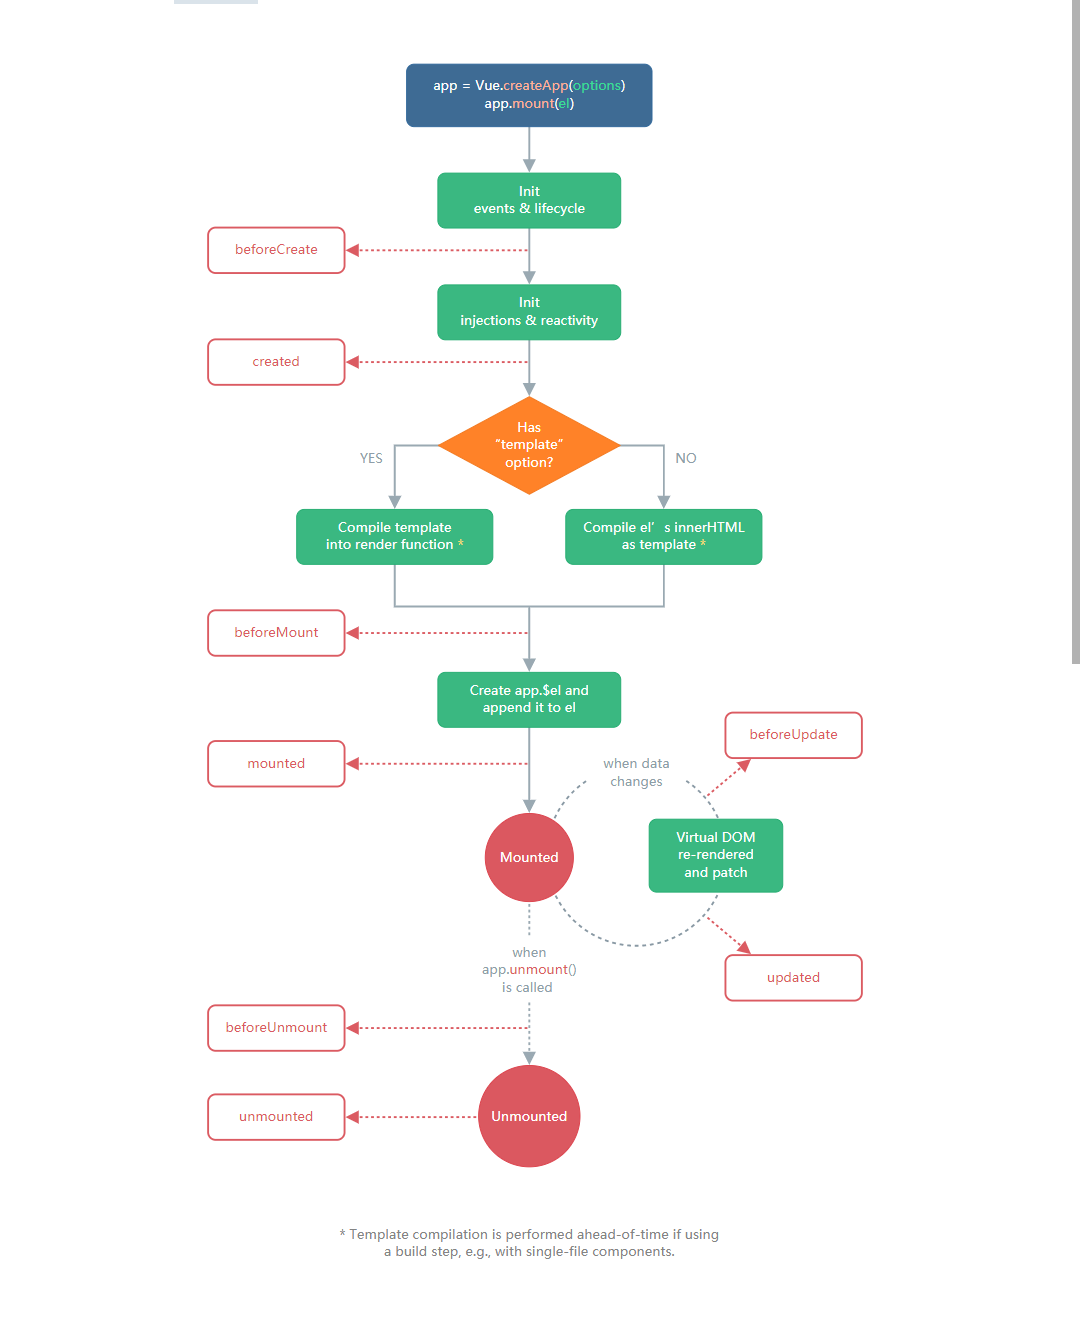 app = Vue.createApp(options)
app.mount(el)
Init
events & lifecycle
beforeCreate
Init
injections & reactivity
created
Has
“template”
option?
YES
NO
Compile template
into render function *
Compile el’s innerHTML
as template *
beforeMount
Create app.$el and
append it to el
mounted
when data
changes
beforeUpdate
Mounted
Virtual DOM
re-rendered
and patch
updated
when
app.unmount()
is called
beforeUnmount
Unmounted
unmounted
* Template compilation is performed ahead-of-time if using
a build step, e.g., with single-file components.